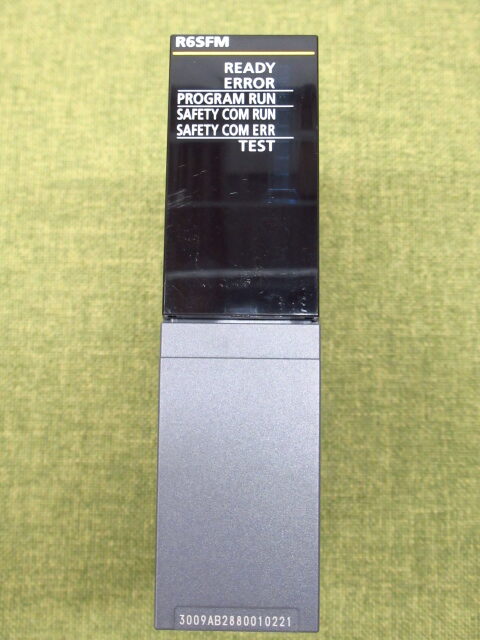 R6SFM
READY
ERROR
PROGRAM RUN
SAFETY COM RUN
SAFETY COM ERR
TEST
3009AB2880010221